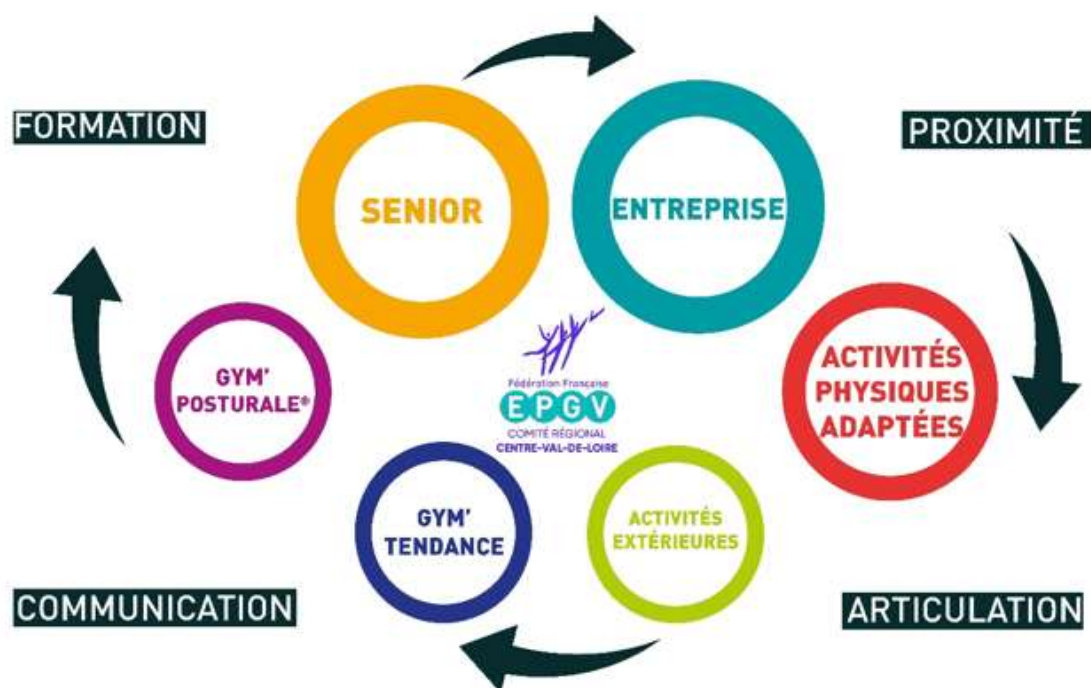 FORMATION
PROXIMITÉ
SENIOR
ENTREPRISE
GYM'
POSTURALE®
Fédération Française
EPGV
COMITÉ RÉGIONAL
CENTRE-VAL-DE-LOIRE
ACTIVITÉS
PHYSIQUES
ADAPTÉES
GYM'
TENDANCE
ACTIVITÉS
EXTÉRIEURES
COMMUNICATION
ARTICULATION